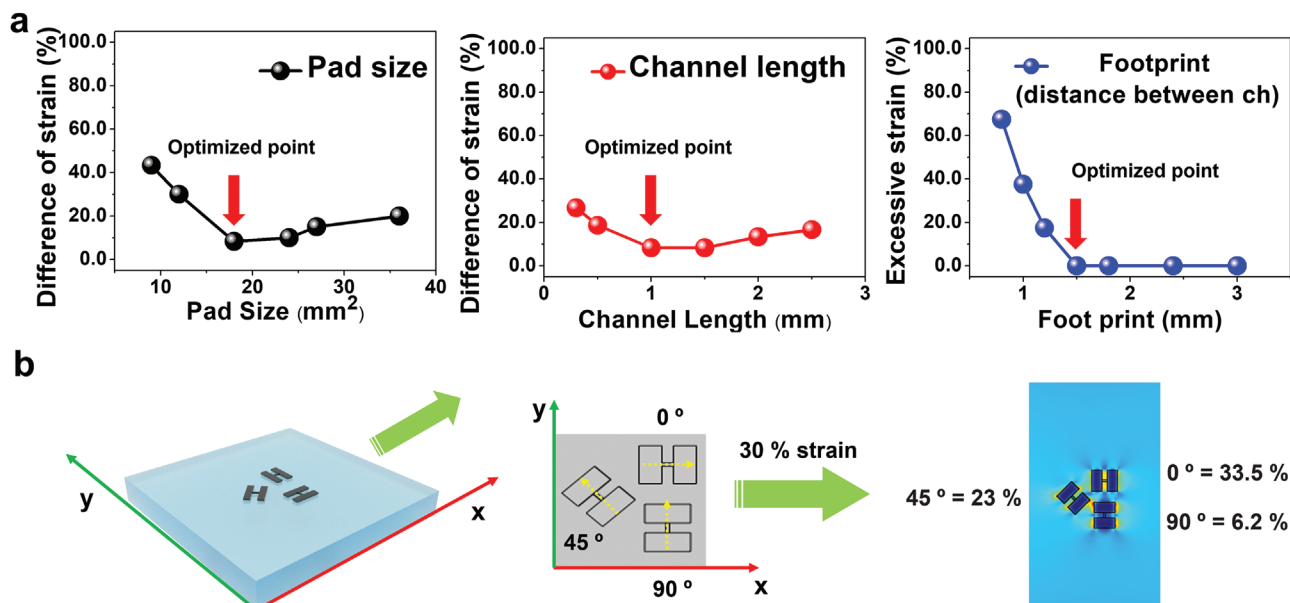 a
Difference of strain (%)
100.0
80.0
60.0
40.0
20.0
0.0
Pad size
Optimized point
10
20
30
40
Pad Size (mm²)
Difference of strain (%)
100.0
80.0
60.0
40.0
20.0
0.0
Channel length
Optimized point
0
1
2
3
Channel Length (mm)
Excessive strain (%)
100.0
80.0
60.0
40.0
20.0
0.0
Footprint
(distance between ch)
Optimized point
1
2
3
Foot print (mm)
b
y
x
y
0 º
45 º
90 º
x
30 % strain
45 º = 23 %
0 º = 33.5 %
90 º = 6.2 %